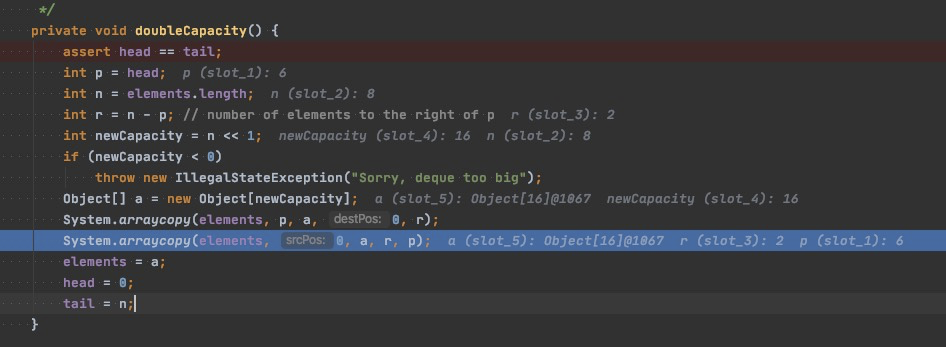 */
private void doubleCapacity() {
assert head == tail;
int p = head; p (slot_1): 6
int n = elements.length; n (slot_2): 8
int r = n - p; // number of elements to the right of p r (slot_3): 2
int newCapacity = n << 1; newCapacity (slot_4): 16 n (slot_2): 8
if (newCapacity < 0)
throw new IllegalStateException("Sorry, deque too big");
Object[] a = new Object[newCapacity]; a (slot_5): Object[16]@1067 newCapacity (slot_4): 16
System.arraycopy(elements, p, a, destPos: 0, r);
System.arraycopy(elements, srcPos: 0, a, r, p); a (slot_5): Object[16]@1067 r (slot_3): 2 p (slot_1): 6
elements = a;
head = 0;
tail = n;
}